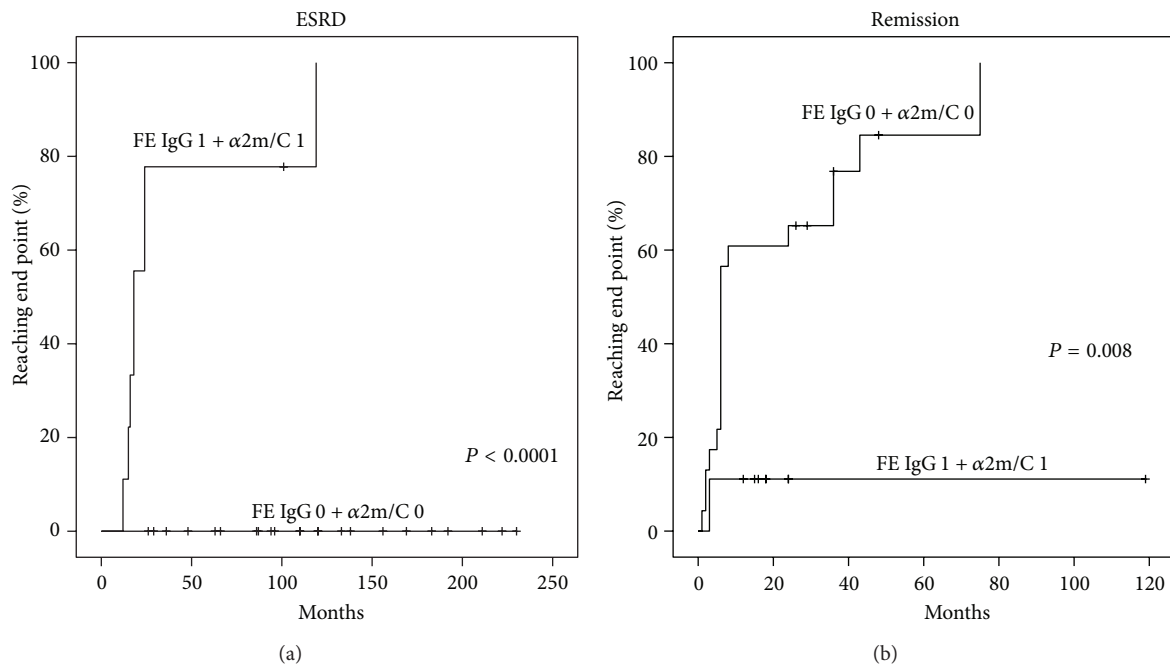 ESRD
Reaching end point (%)
100
80
60
40
20
0
FE IgG 1 + α2m/C 1
P < 0.0001
FE IgG 0 + α2m/C 0
0 50 100 150 200 250
Months
(a)
Remission
Reaching end point (%)
100
80
60
40
20
0
FE IgG 0 + α2m/C 0
P = 0.008
FE IgG 1 + α2m/C 1
0 20 40 60 80 100 120
Months
(b)